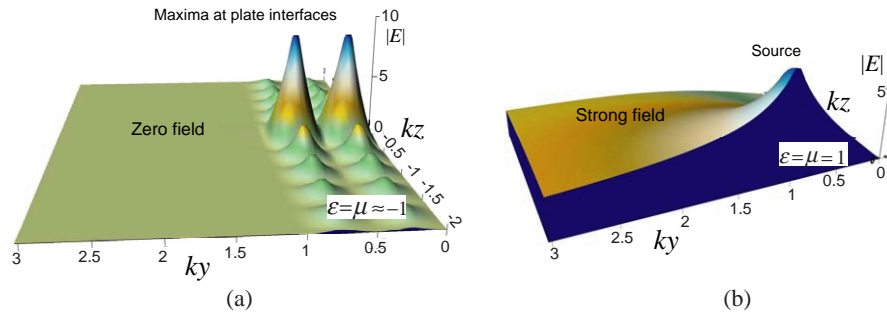 Maxima at plate interfaces
10
|E|
5
0
Zero field
kz
-0.5
-1
-1.5
-2
ε=μ≈-1
3
2.5
2
1.5
1
0.5
0
ky
(a)
Source
|E|
5
Strong field
kz
ε=μ=1
0
0.5
1
1.5
2
2.5
3
ky
(b)